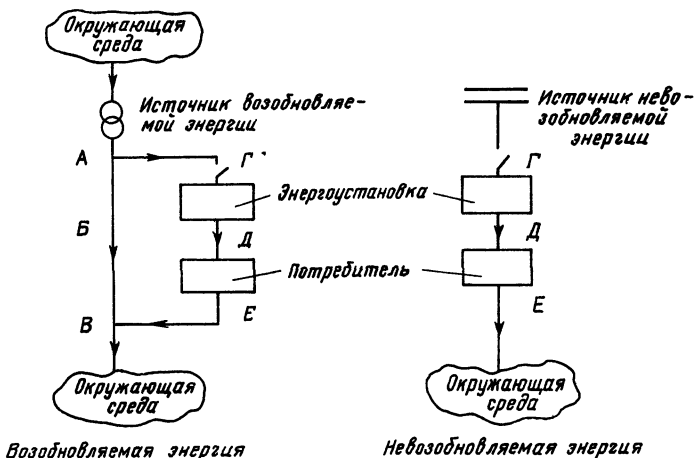 Окружающая
среда
Источник возобновляе-
мой энергии
Источник нево-
зобновляемой
энергии
А
Г
Г
Энергоустановка
Б
Д
Д
Потребитель
Е
Е
В
Окружающая
среда
Окружающая
среда
Возобновляемая энергия
Невозобновляемая энергия